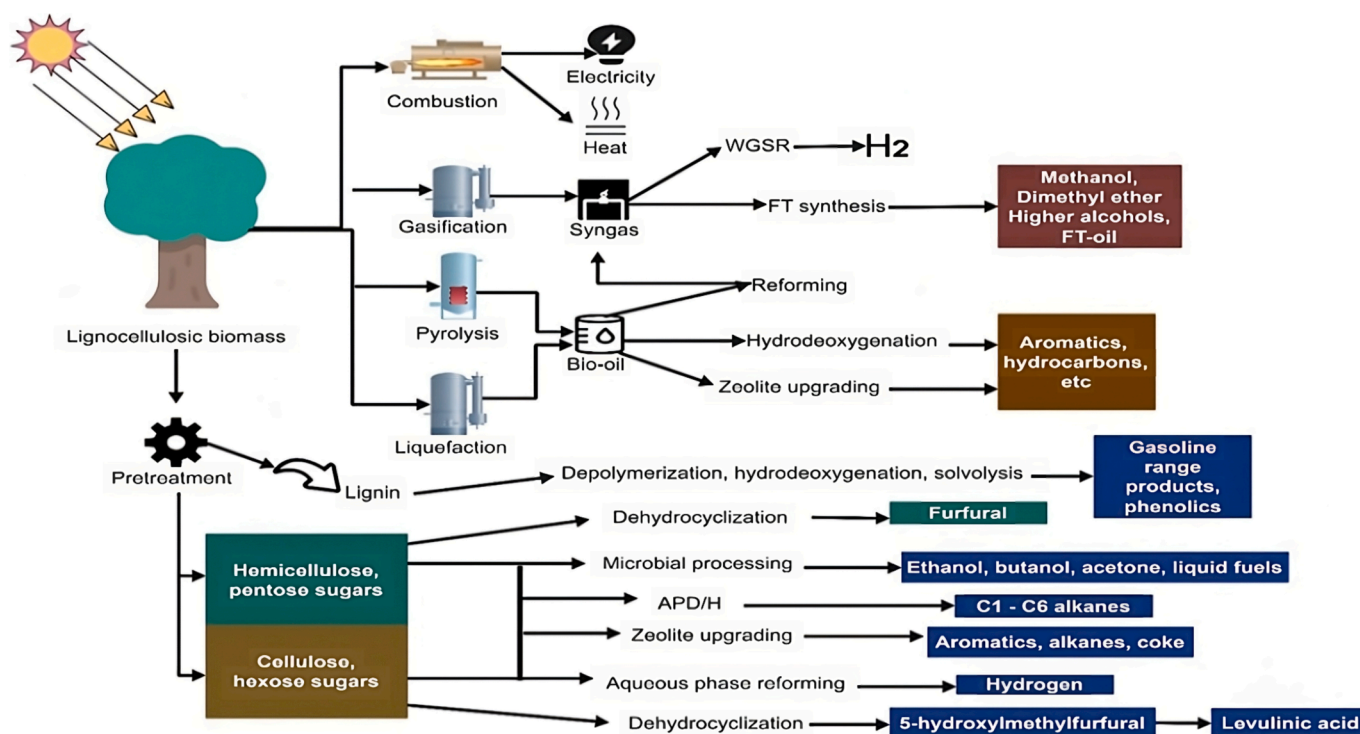 Electricity
Combustion
Heat
WGSR
H2
Methanol,
Dimethyl ether
Higher alcohols,
FT-oil
FT synthesis
Gasification
Syngas
Reforming
Pyrolysis
Lignocellulosic biomass
Bio-oil
Hydrodeoxygenation
Aromatics,
hydrocarbons,
etc
Zeolite upgrading
Liquefaction
Pretreatment
Lignin
Depolymerization, hydrodeoxygenation, solvolysis
Gasoline
range
products,
phenolics
Dehydrocyclization
Furfural
Hemicellulose,
pentose sugars
Microbial processing
Ethanol, butanol, acetone, liquid fuels
APD/H
C1 - C6 alkanes
Zeolite upgrading
Aromatics, alkanes, coke
Cellulose,
hexose sugars
Aqueous phase reforming
Hydrogen
Dehydrocyclization
5-hydroxylmethylfurfural
Levulinic acid